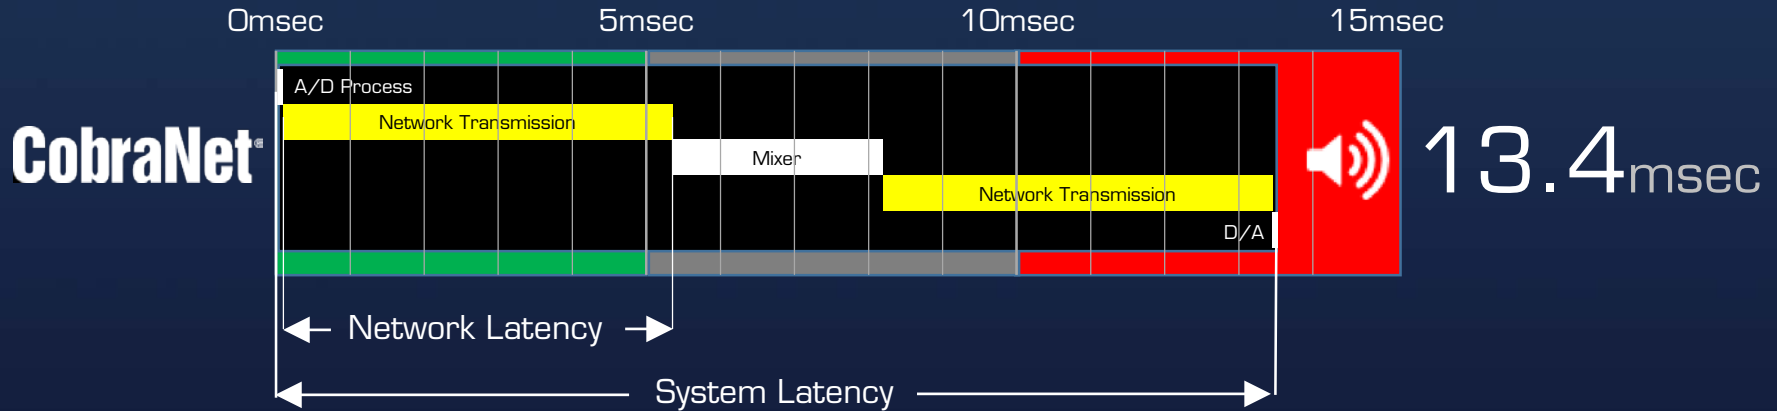 0msec 5msec 10msec 15msec
A/D Process
Network Transmission
Mixer
CobraNet®
13.4msec
Network Transmission
D/A
Network Latency
System Latency